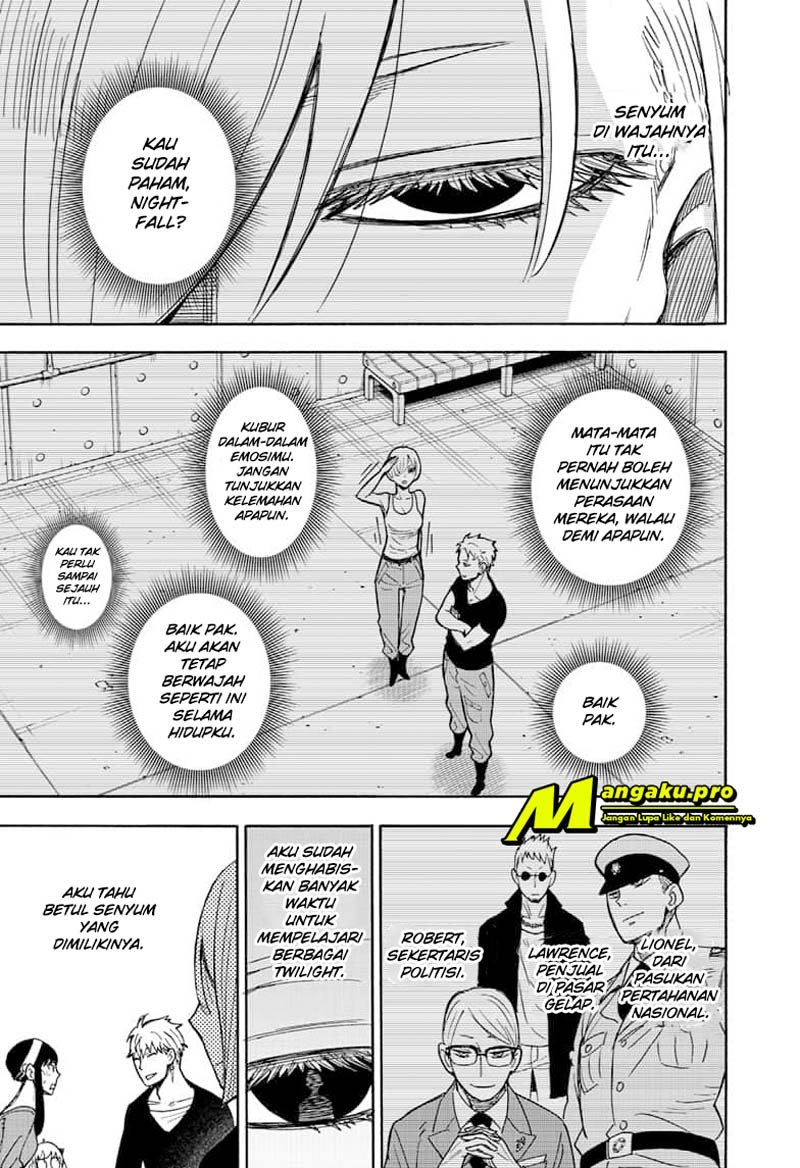 SENYUM
DI WAJAHNYA
ITU...
KAU
SUDAH
PAHAM,
NIGHT-
FALL?
MATA-MATA
ITU TAK
PERNAH BOLEH
MENUNJUKKAN
PERASAAN
MEREKA, WALAU
DEMI APAPUN.
KUBUR
DALAM-DALAM
EMOSIMU.
JANGAN
TUNJUKKAN
KELEMAHAN
APAPUN.
BAIK
PAK.
BAIK PAK.
AKU AKAN
TETAP
BERWAJAH
SEPERTI INI
SELAMA
HIDUPKU.
KAU TAK
PERLU
SAMPAI
SEJAUH
ITU...
Mangaku.pro
Jangan Lupa Like dan Komennya
LIONEL,
DARI
PASUKAN
PERTAHANAN
NASIONAL.
LAWRENCE,
PENJUAL
DI PASAR
GELAP.
ROBERT,
SEKERTARIS
POLITISI.
AKU SUDAH
MENGHABIS-
KAN BANYAK
WAKTU
UNTUK
MEMPELAJARI
BERBAGAI
TWILIGHT.
AKU TAHU
BETUL SENYUM
YANG
DIMILIKINYA.